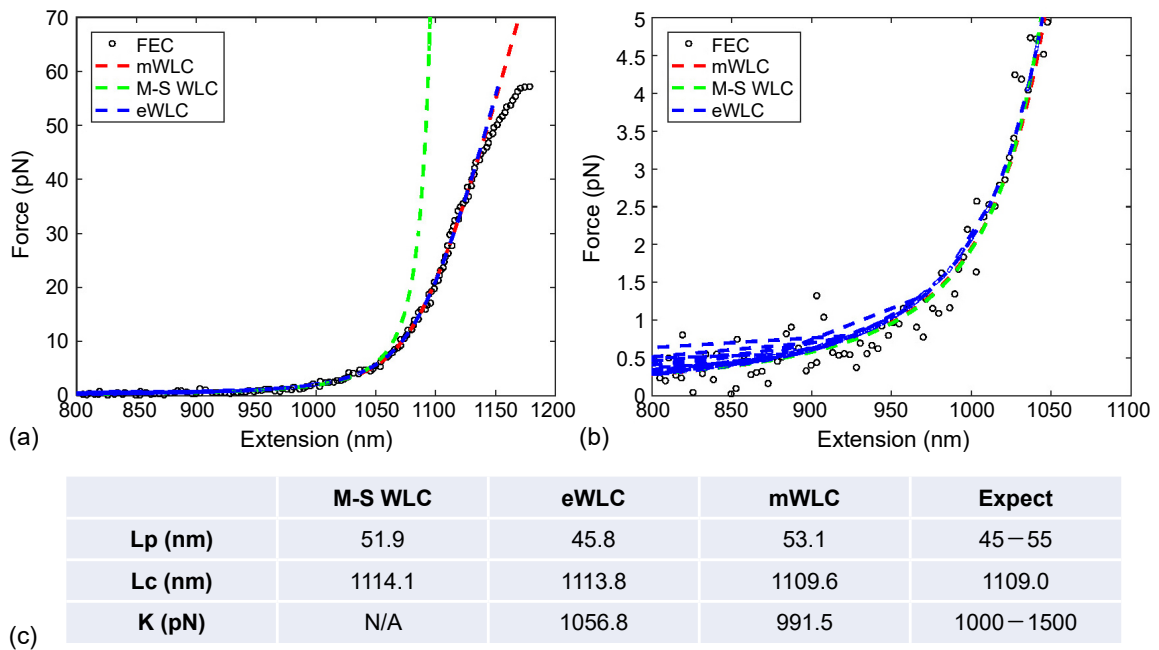 70
60
50
40
30
20
10
0
Force (pN)
FEC
mWLC
M-S WLC
eWLC
800 850 900 950 1000 1050 1100 1150 1200
Extension (nm)
(a)
5
4.5
4
3.5
3
2.5
2
1.5
1
0.5
0
Force (pN)
FEC
mWLC
M-S WLC
eWLC
800 850 900 950 1000 1050 1100
Extension (nm)
(b)
M-S WLC eWLC mWLC Expect
Lp (nm) 51.9 45.8 53.1 45－55
Lc (nm) 1114.1 1113.8 1109.6 1109.0
K (pN) N/A 1056.8 991.5 1000－1500
(c)